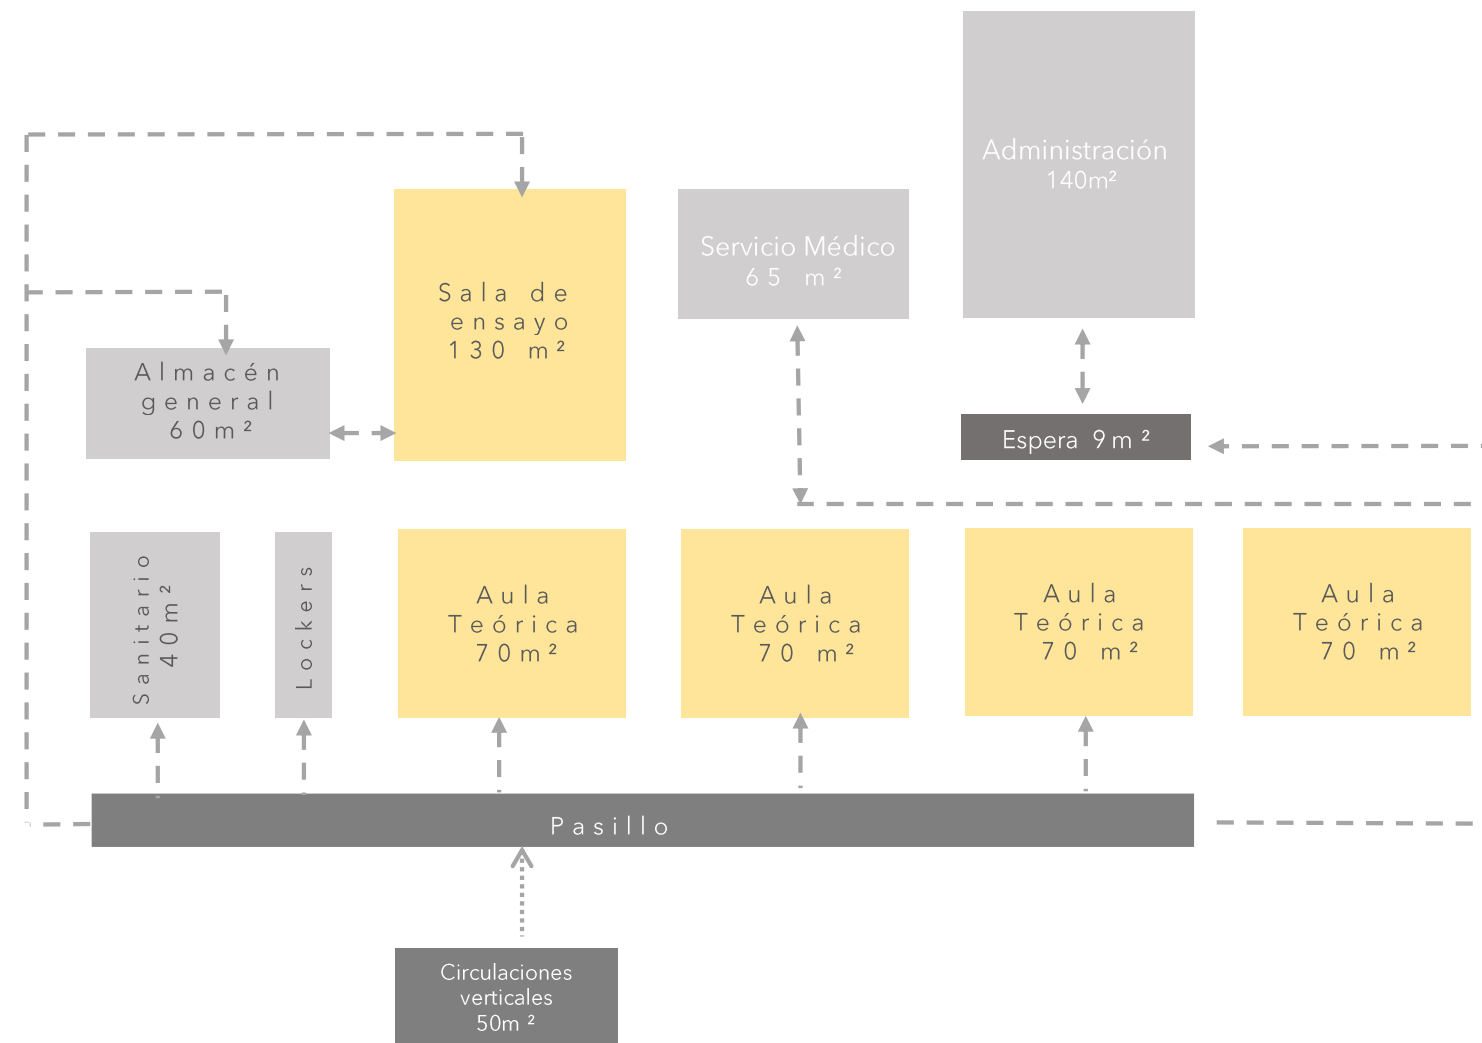 Administración
140m²
Servicio Médico
65 m²
Sala de
ensayo
130 m²
Almacén
general
60m²
Espera 9m²
Sanitario
40m²
Lockers
Aula
Teórica
70m²
Aula
Teórica
70 m²
Aula
Teórica
70 m²
Aula
Teórica
70 m²
Pasillo
Circulaciones
verticales
50m²